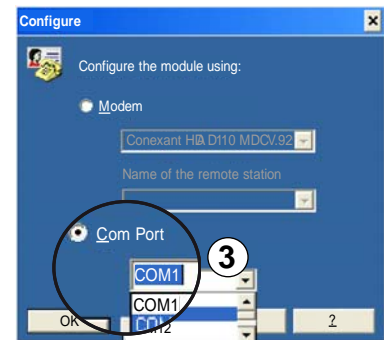 Configure
Configure the module using:
Modem
Conexant HDA D110 MDC V.92
Name of the remote station
Com Port
3
COM1
COM1
OK
?